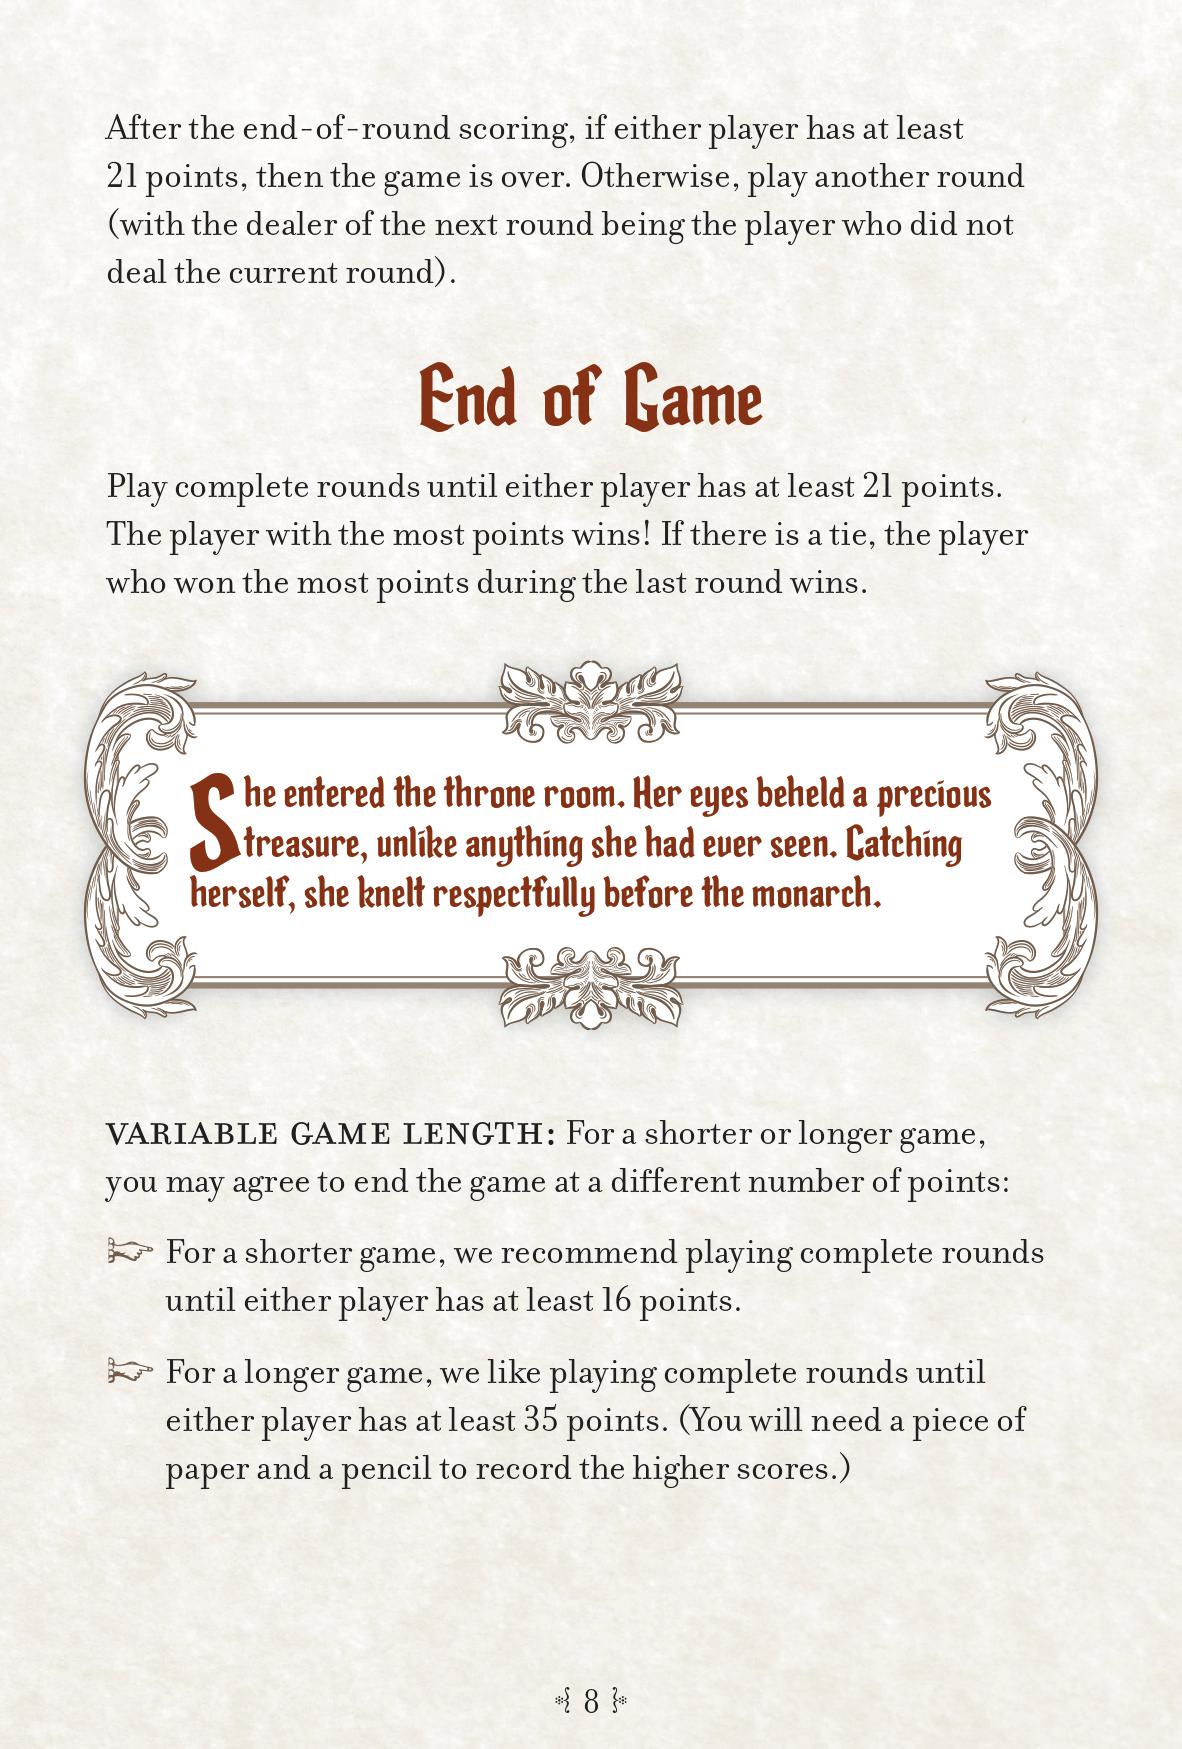 After the end-of-round scoring, if either player has at least
21 points, then the game is over. Otherwise, play another round
(with the dealer of the next round being the player who did not
deal the current round).
End of Game
Play complete rounds until either player has at least 21 points.
The player with the most points wins! If there is a tie, the player
who won the most points during the last round wins.
She entered the throne room. Her eyes beheld a precious
treasure, unlike anything she had ever seen. Catching
herself, she knelt respectfully before the monarch.
VARIABLE GAME LENGTH: For a shorter or longer game,
you may agree to end the game at a different number of points:
☞ For a shorter game, we recommend playing complete rounds
until either player has at least 16 points.
☞ For a longer game, we like playing complete rounds until
either player has at least 35 points. (You will need a piece of
paper and a pencil to record the higher scores.)
8